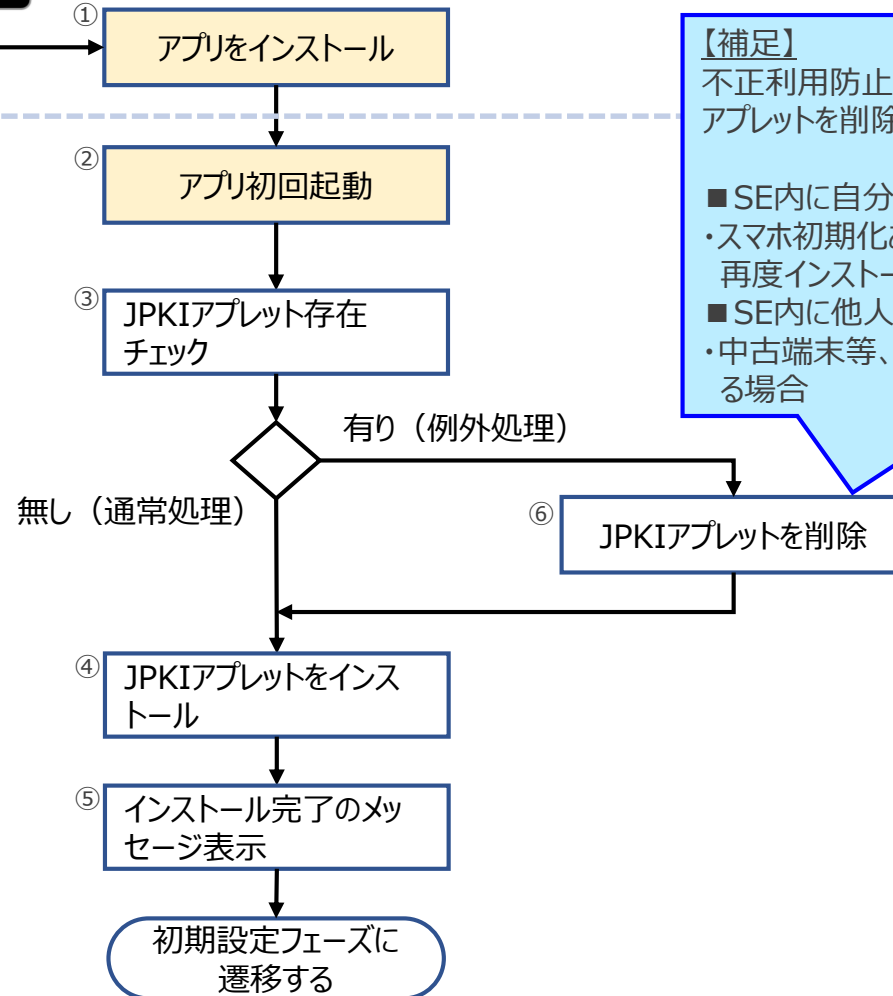 ①
アプリをインストール
②
アプリ初回起動
③
JPKIアプレット存在
チェック
有り（例外処理）
無し（通常処理）
⑥
JPKIアプレットを削除
④
JPKIアプレットをインス
トール
⑤
インストール完了のメッ
セージ表示
初期設定フェーズに
遷移する
【補足】
不正利用防止
アプレットを削除
■SE内に自分
・スマホ初期化
再度インストー
■SE内に他人
・中古端末等、
る場合